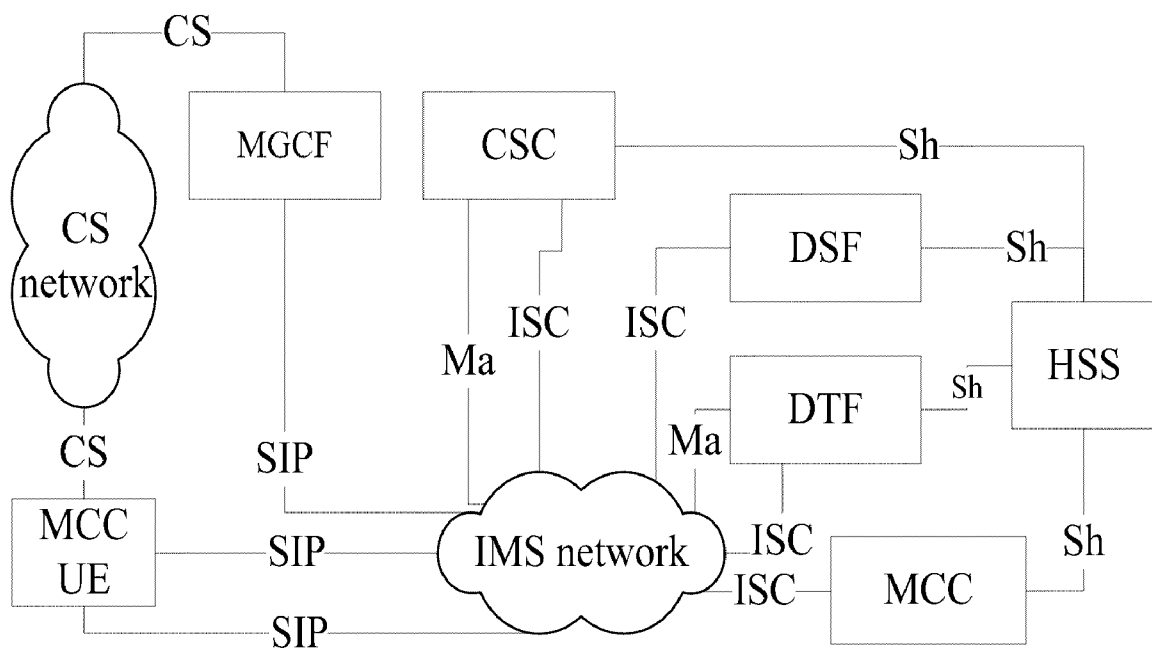 CS
MGCF
CSC
Sh
CS
network
DSF
Sh
ISC
ISC
Ma
HSS
DTF
Sh
Ma
CS
SIP
MCC
UE
SIP
IMS network
ISC
Sh
ISC
MCC
SIP